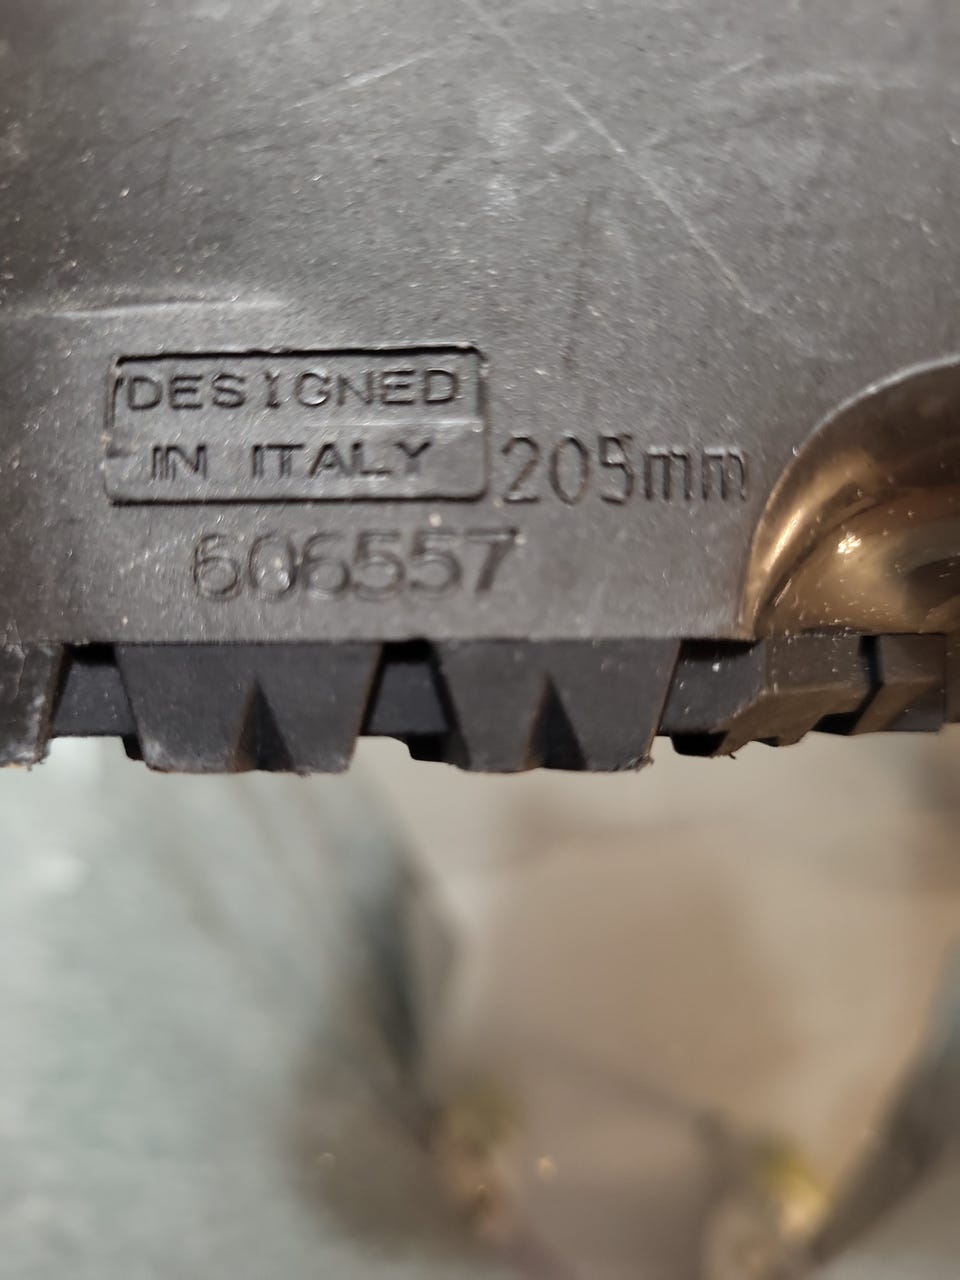 DESIGNED
IN ITALY
205mm
606557